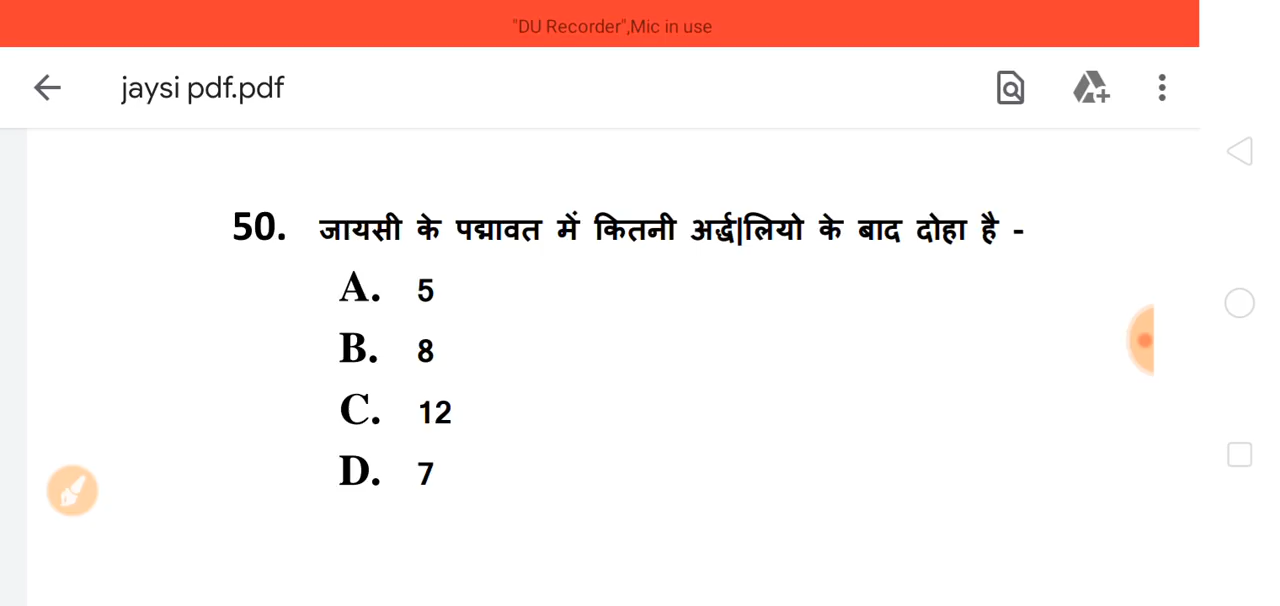 "DU Recorder",Mic in use
jaysi pdf.pdf
50. जायसी के पद्मावत में कितनी अर्द्ध|लियो के बाद दोहा है -
A. 5
B. 8
C. 12
D. 7